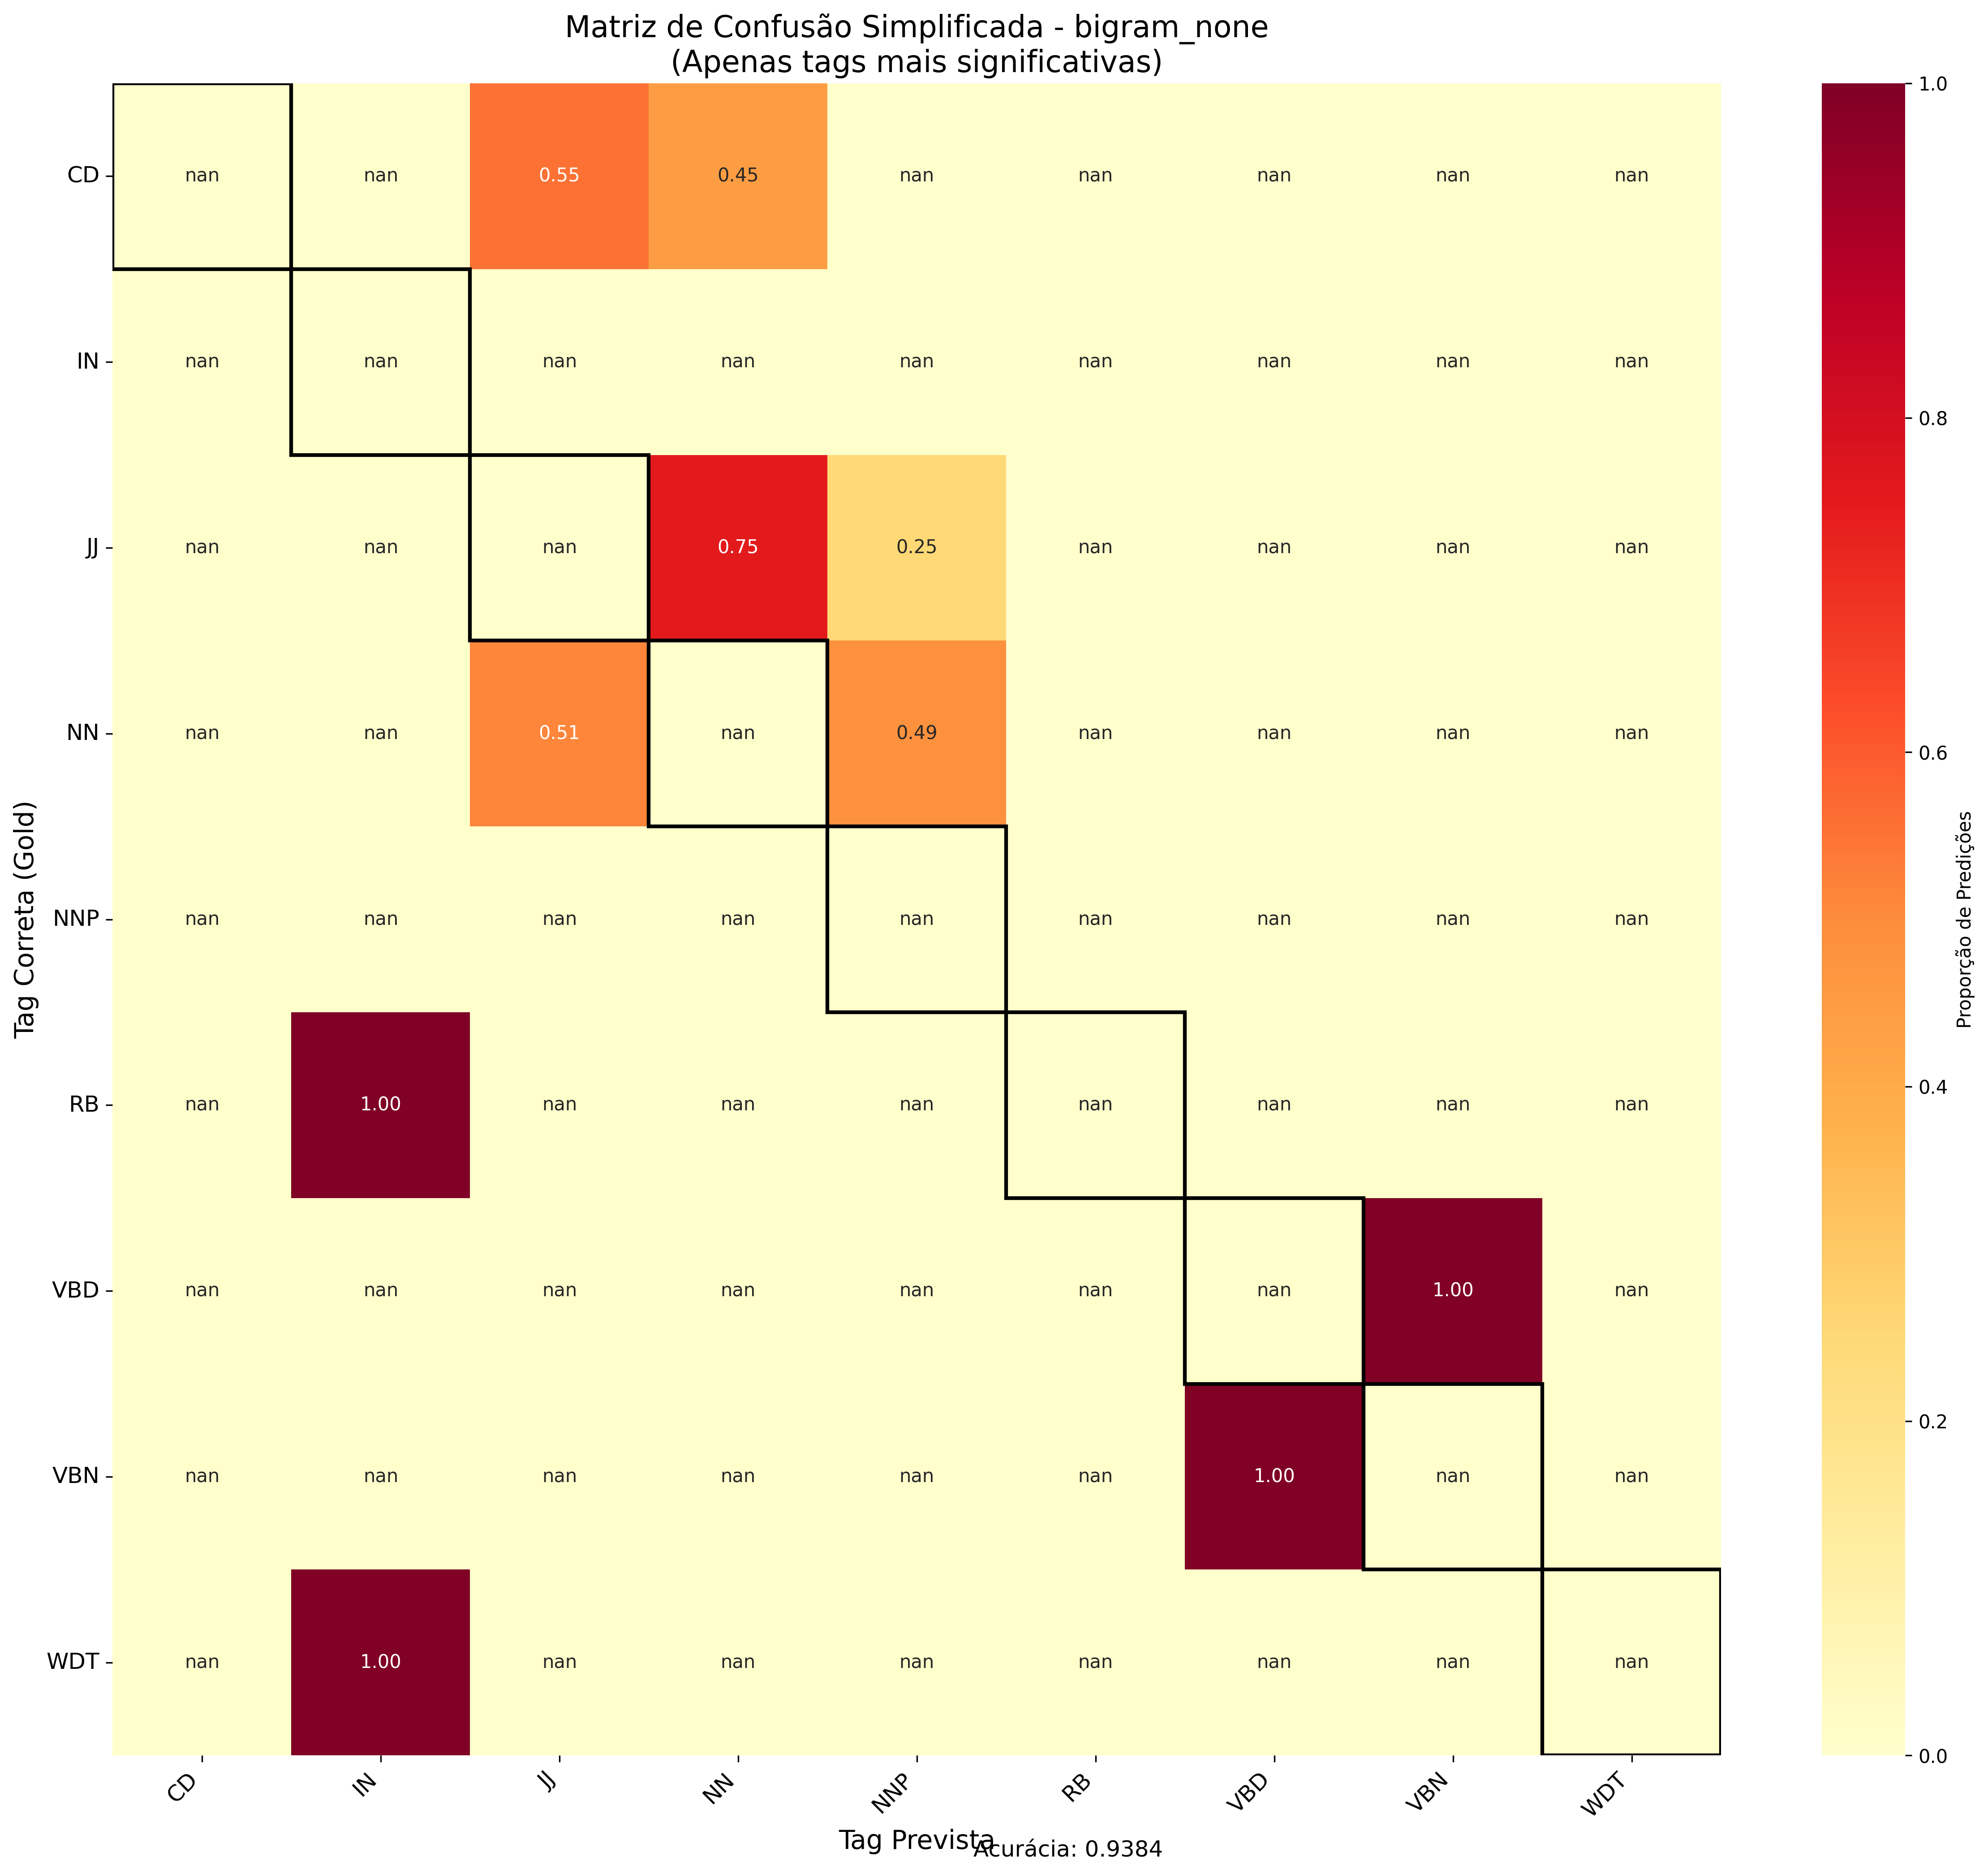 Matriz de Confusão Simplificada - bigram_none
(Apenas tags mais significativas)
CD nan nan 0.55 0.45 nan nan nan nan nan
IN nan nan nan nan nan nan nan nan nan
JJ nan nan nan 0.75 0.25 nan nan nan nan
NN nan nan 0.51 nan 0.49 nan nan nan nan
NNP nan nan nan nan nan nan nan nan nan
RB nan 1.00 nan nan nan nan nan nan nan
VBD nan nan nan nan nan nan nan 1.00 nan
VBN nan nan nan nan nan nan 1.00 nan nan
WDT nan 1.00 nan nan nan nan nan nan nan
CD IN JJ NN NNP RB VBD VBN WDT
Tag Prevista
Acurácia: 0.9384
Tag Correta (Gold)
1.0
0.8
0.6
0.4
0.2
0.0
Proporção de Predições